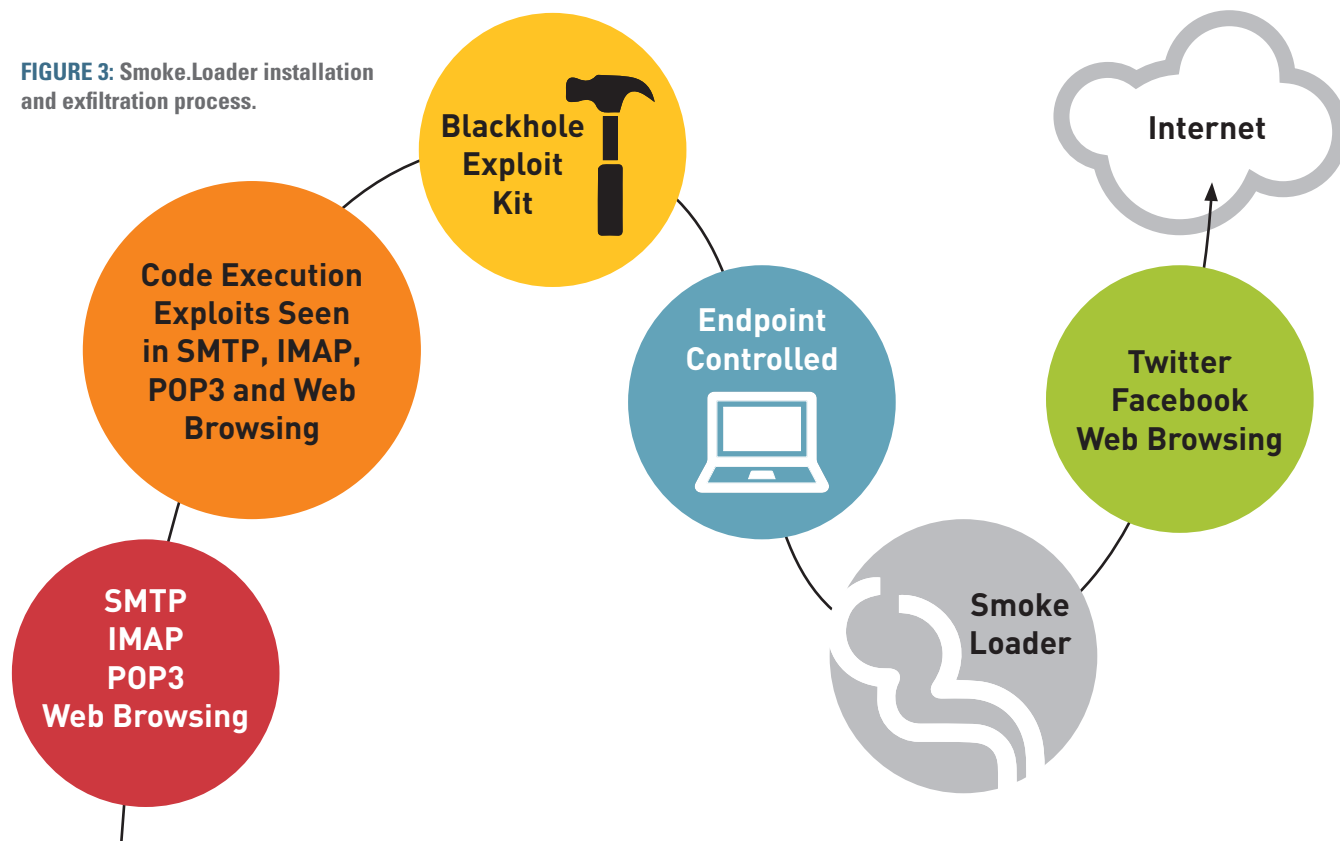 FIGURE 3: Smoke.Loader installation
and exfiltration process.
Blackhole
Exploit
Kit
Internet
Code Execution
Exploits Seen
in SMTP, IMAP,
POP3 and Web
Browsing
Endpoint
Controlled
Twitter
Facebook
Web Browsing
SMTP
IMAP
POP3
Web Browsing
Smoke
Loader